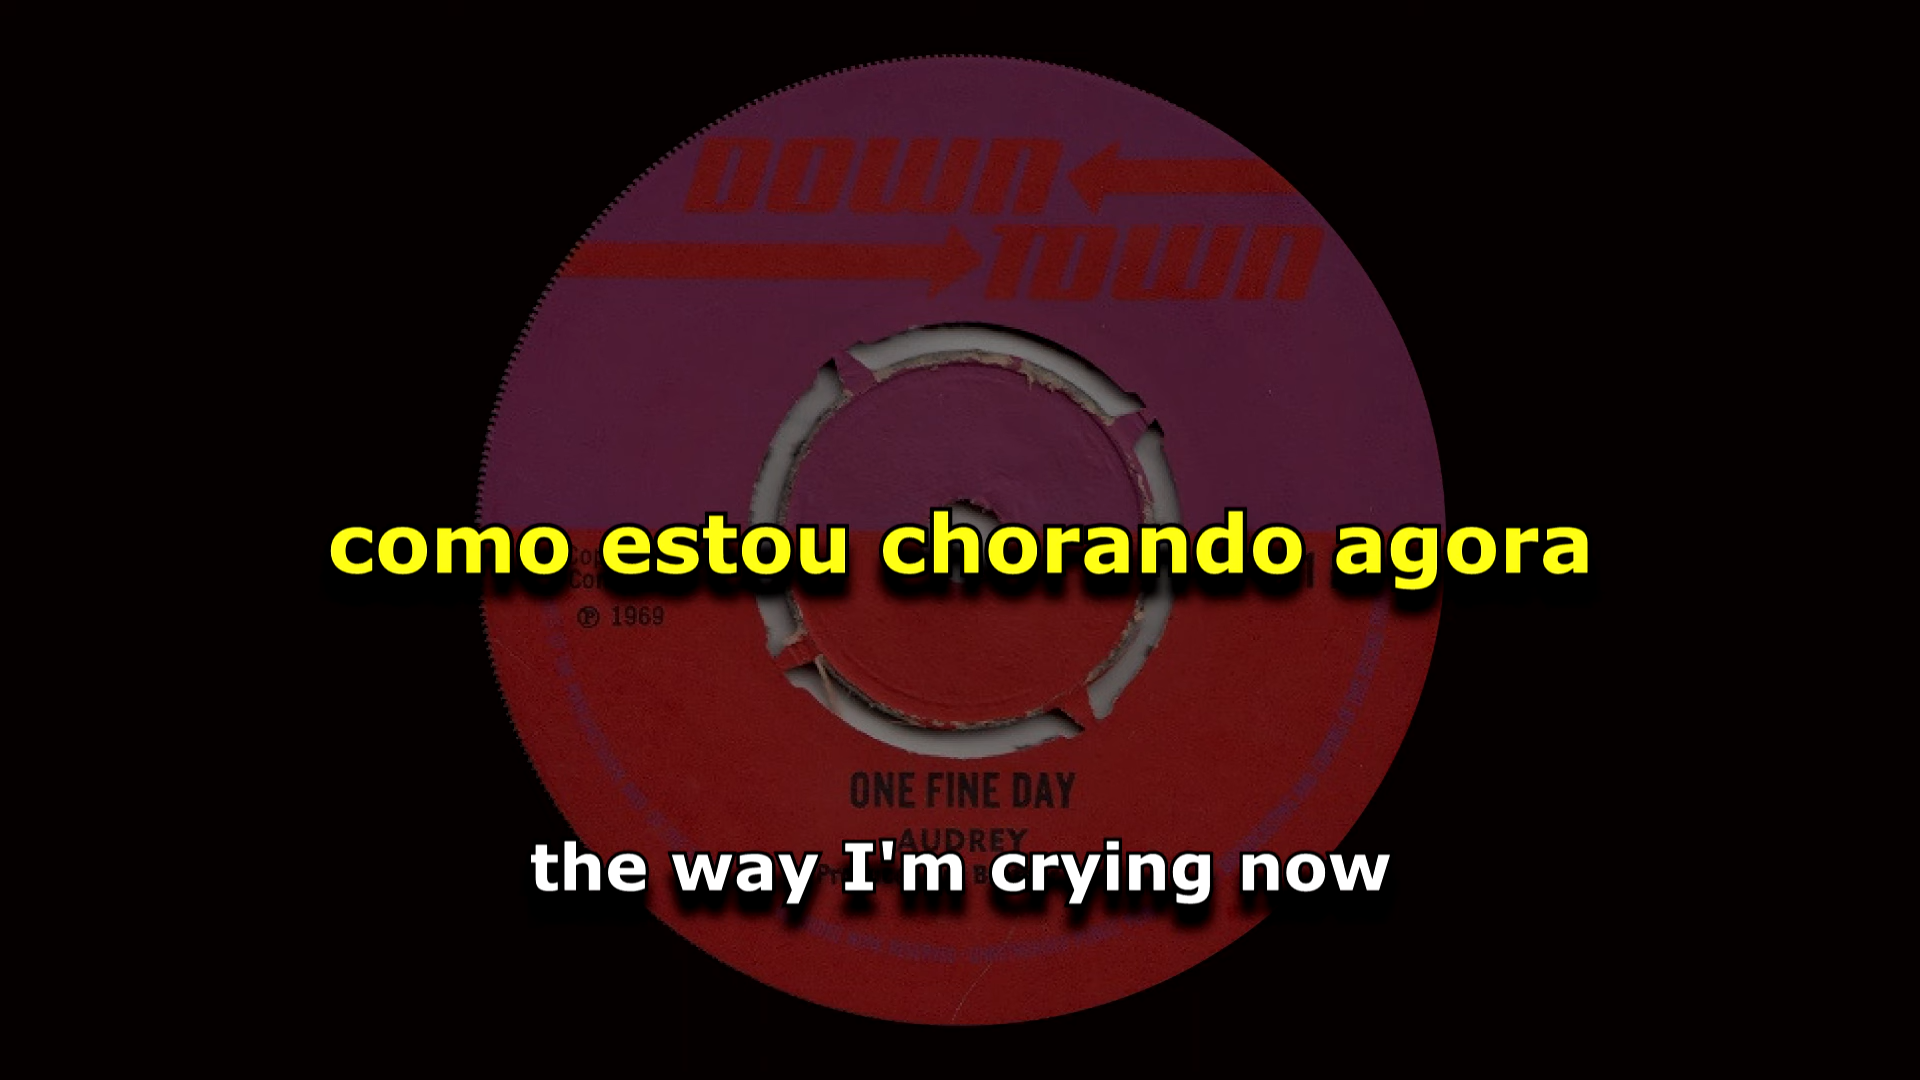 DOWN
TOWN
como estou chorando agora
℗ 1969
ONE FINE DAY
AUDREY
the way I'm crying now